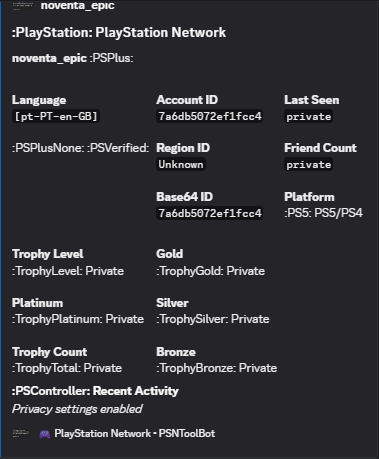 noventa_epic
:PlayStation: PlayStation Network
noventa_epic :PSPlus:
Language Account ID Last Seen
[pt-PT-en-GB] 7a6db5072ef1fcc4 private
:PSPlusNone: :PSVerified: Region ID Friend Count
Unknown private
Base64 ID Platform
7a6db5072ef1fcc4 :PS5: PS5/PS4
Trophy Level Gold
:TrophyLevel: Private :TrophyGold: Private
Platinum Silver
:TrophyPlatinum: Private :TrophySilver: Private
Trophy Count Bronze
:TrophyTotal: Private :TrophyBronze: Private
:PSController: Recent Activity
Privacy settings enabled
PlayStation Network • PSNToolBot